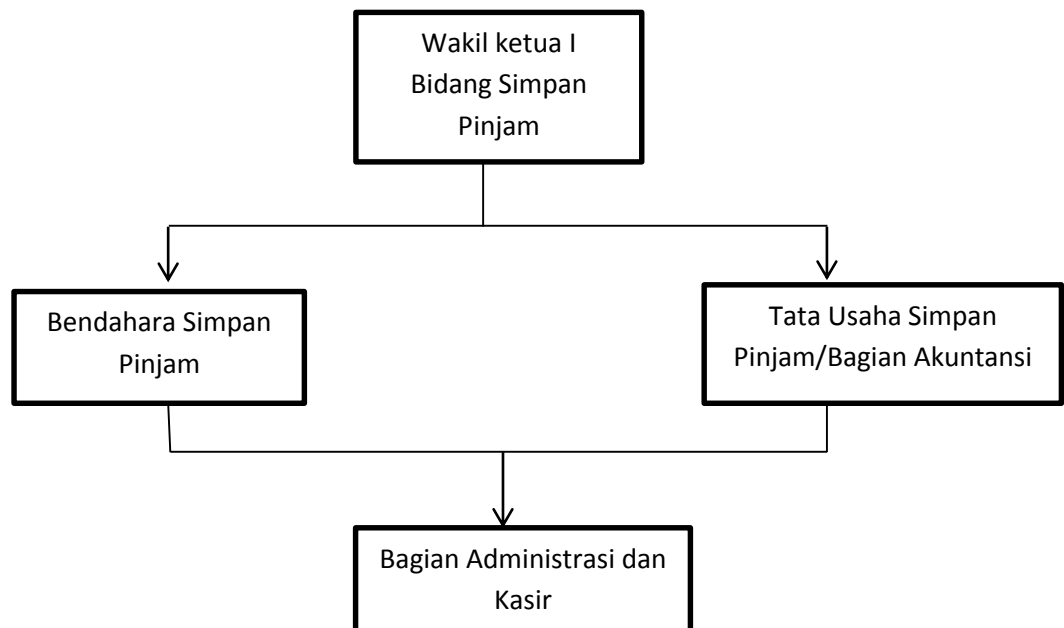 Wakil ketua I
Bidang Simpan
Pinjam
Bendahara Simpan
Pinjam
Tata Usaha Simpan
Pinjam/Bagian Akuntansi
Bagian Administrasi dan
Kasir